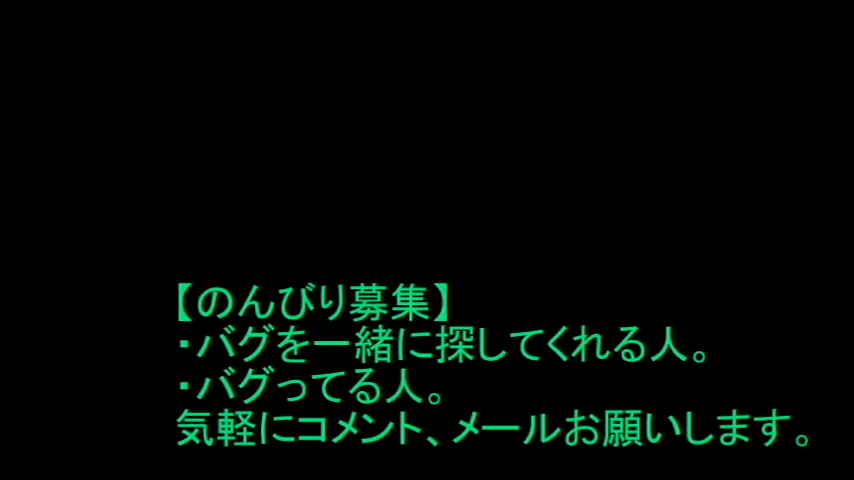 【のんびり募集】
・バグを一緒に探してくれる人。
・バグってる人。
気軽にコメント、メールお願いします。